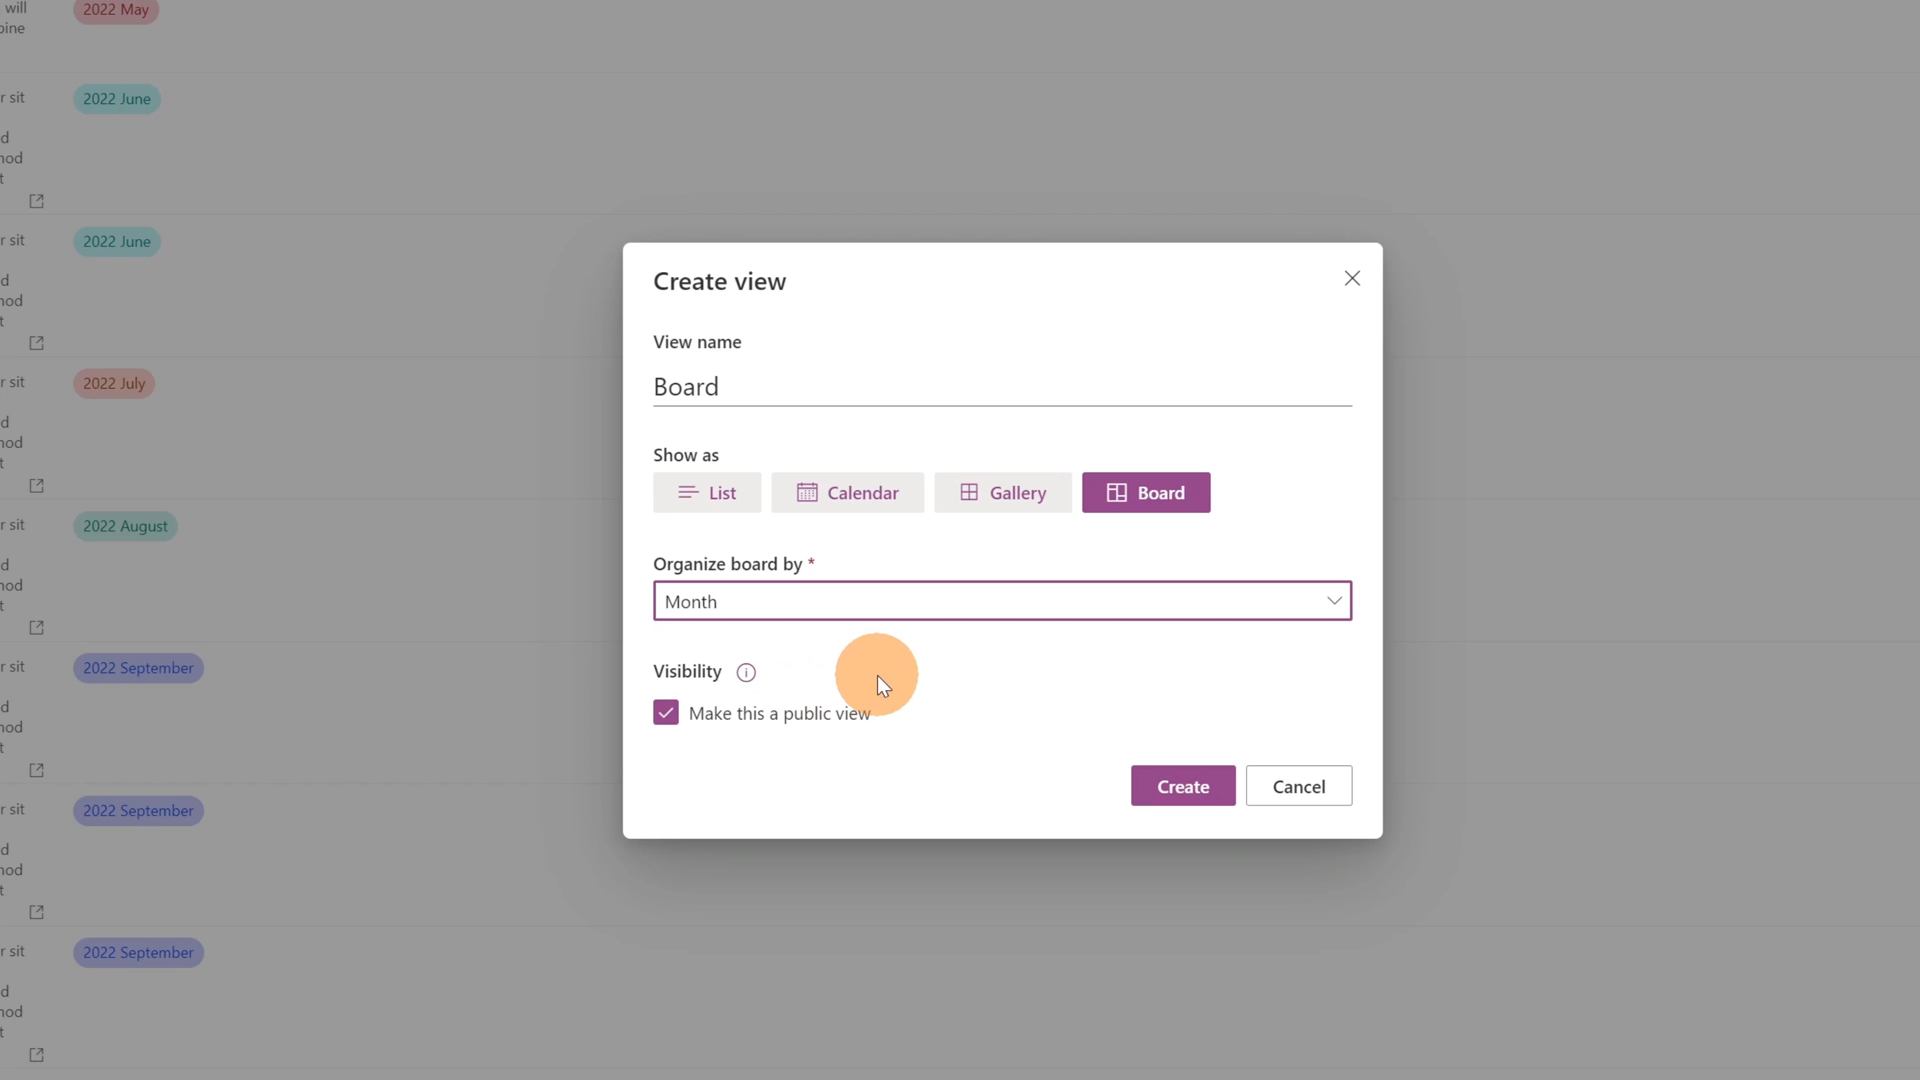 will
2022 May
r sit
2022 June
d
t
r sit
2022 June
d
t
r sit
2022 July
d
t
r sit
2022 August
d
t
r sit
2022 September
d
t
r sit
2022 September
d
t
r sit
2022 September
d
t
Create view
View name
Board
Show as
List Calendar Gallery Board
Organize board by *
Month
Visibility
Make this a public view
Create Cancel